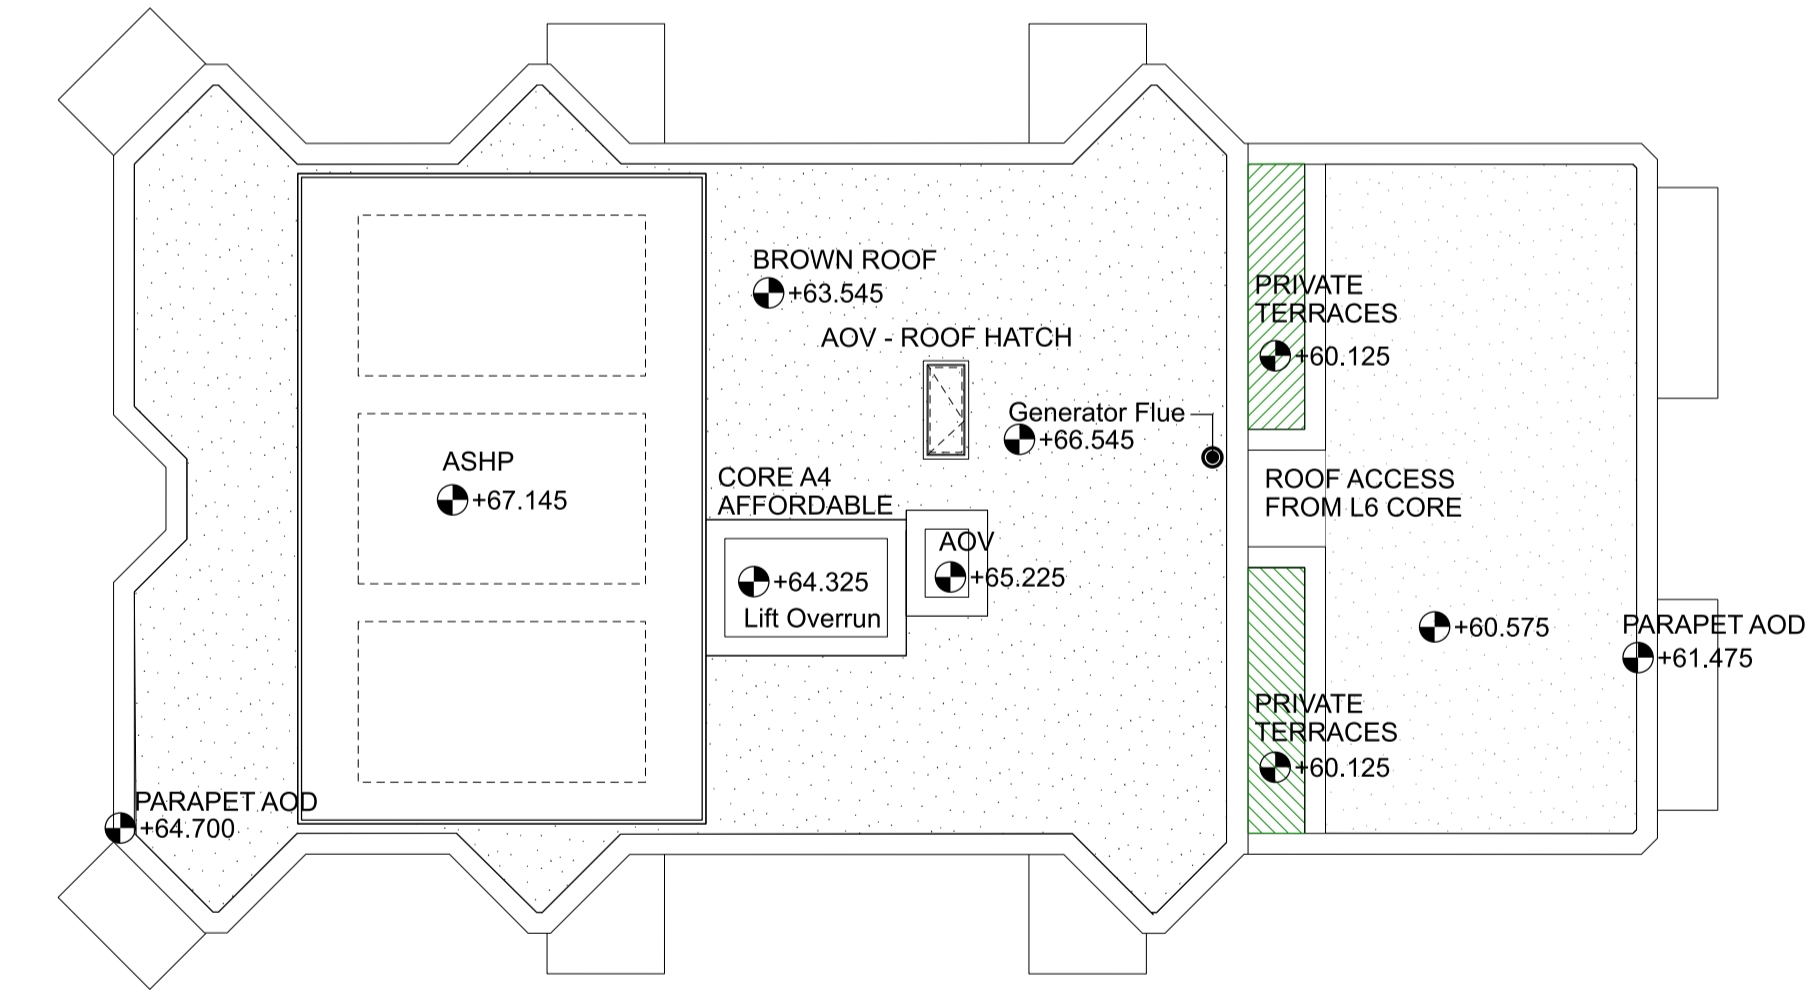 BROWN ROOF
+63.545
AOV - ROOF HATCH
Generator Flue
+66.545
PRIVATE
TERRACES
+60.125
ASHP
+67.145
CORE A4
AFFORDABLE
ROOF ACCESS
FROM L6 CORE
AOV
+65.225
+64.325
Lift Overrun
+60.575
PARAPET AOD
+61.475
PRIVATE
TERRACES
+60.125
PARAPET AOD
+64.700